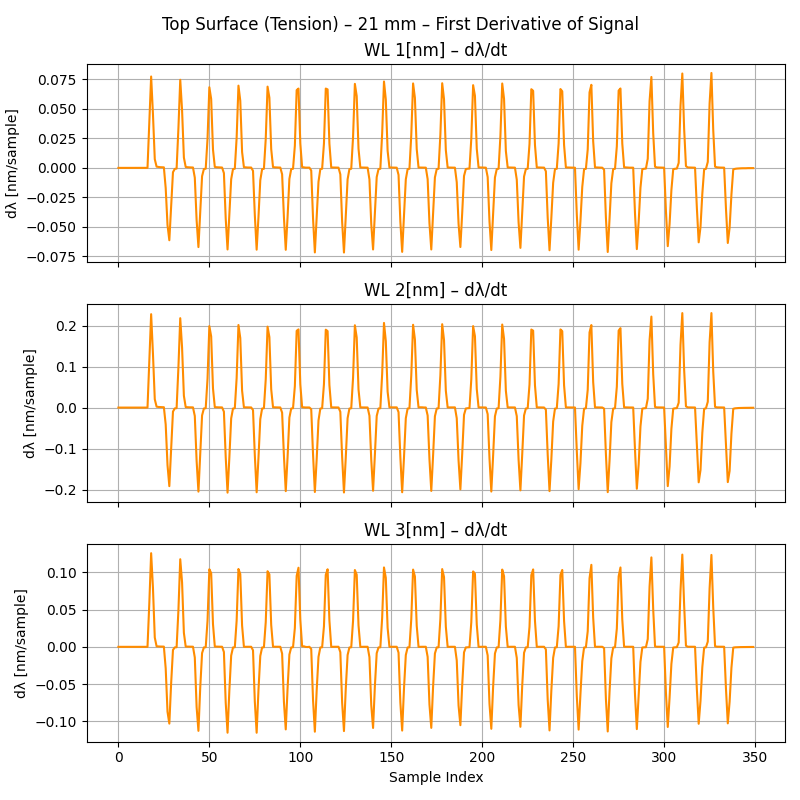 Top Surface (Tension) – 21 mm – First Derivative of Signal
WL 1[nm] – dλ/dt
0.075
0.050
0.025
0.000
−0.025
−0.050
−0.075
dλ [nm/sample]
WL 2[nm] – dλ/dt
0.2
0.1
0.0
−0.1
−0.2
dλ [nm/sample]
WL 3[nm] – dλ/dt
0.10
0.05
0.00
−0.05
−0.10
dλ [nm/sample]
0 50 100 150 200 250 300 350
Sample Index